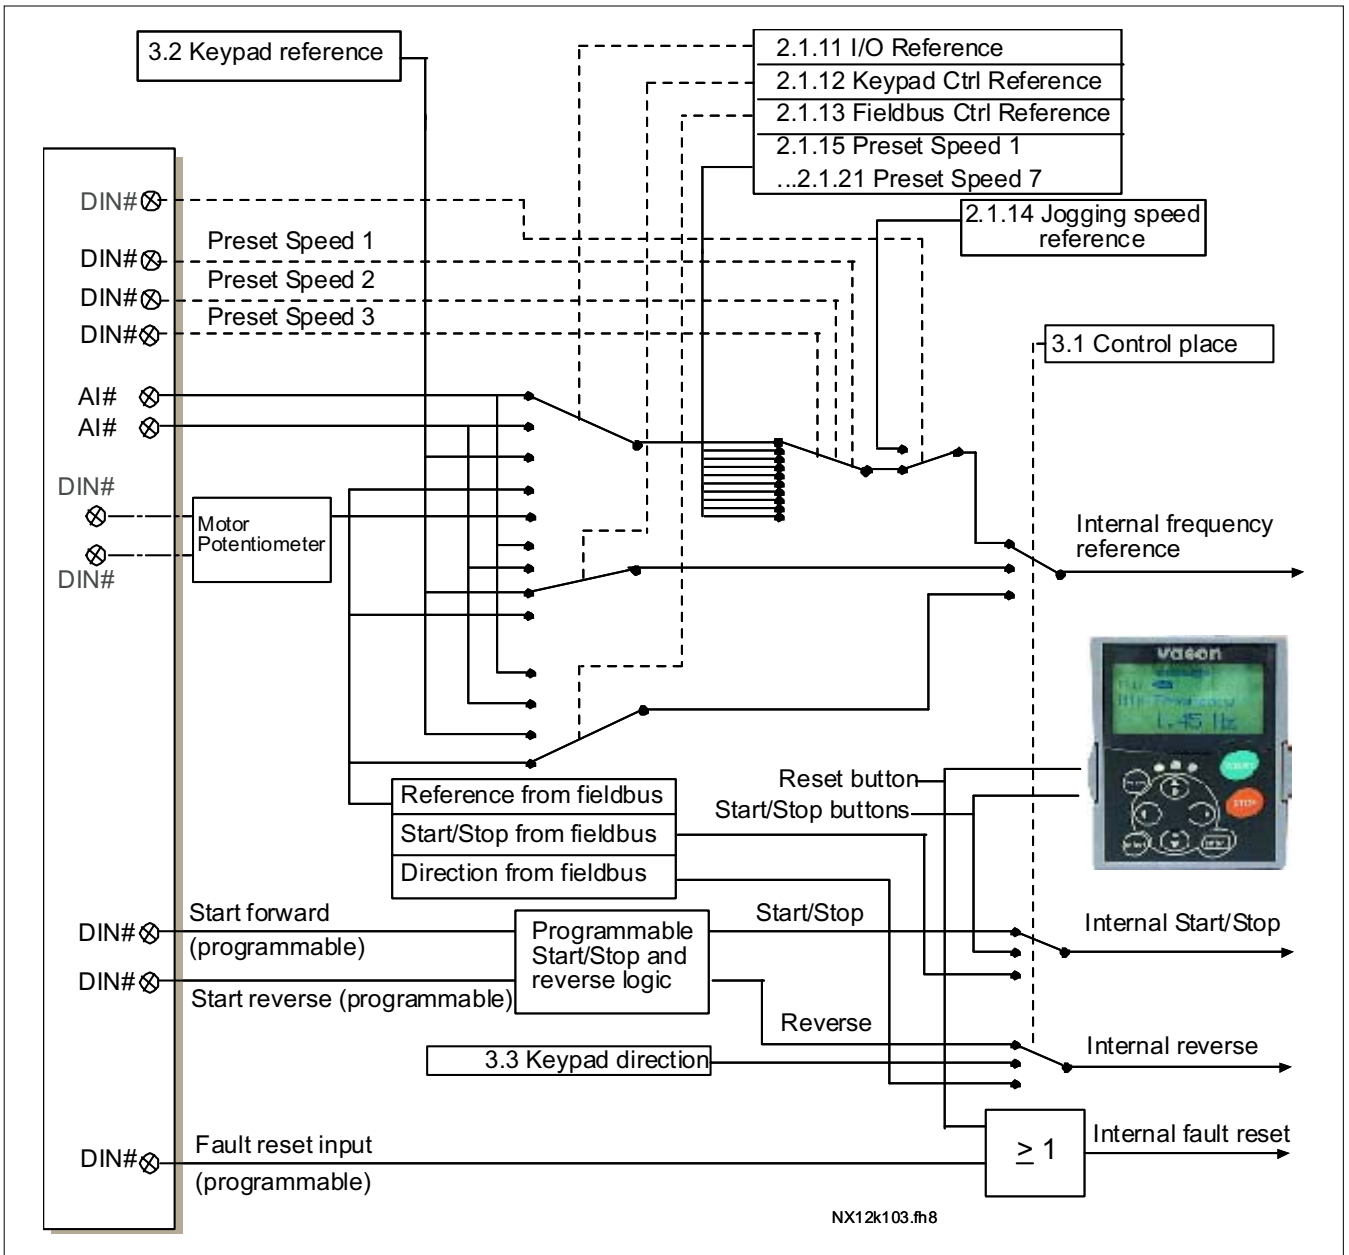 3.2 Keypad reference
2.1.11 I/O Reference
2.1.12 Keypad Ctrl Reference
2.1.13 Fieldbus Ctrl Reference
2.1.15 Preset Speed 1
...2.1.21 Preset Speed 7
DIN#
2.1.14 Jogging speed
reference
Preset Speed 1
DIN#
Preset Speed 2
DIN#
Preset Speed 3
DIN#
3.1 Control place
AI#
AI#
DIN#
Motor
Potentiometer
DIN#
Internal frequency
reference
vacon
1.45 Hz
Reset button
START
Start/Stop buttons
STOP
Reference from fieldbus
Start/Stop from fieldbus
Direction from fieldbus
DIN#
Start forward
(programmable)
Programmable
Start/Stop and
reverse logic
Start/Stop
Internal Start/Stop
DIN#
Start reverse (programmable)
Reverse
3.3 Keypad direction
Internal reverse
DIN#
Fault reset input
(programmable)
≥ 1
Internal fault reset
NX12k103.fh8